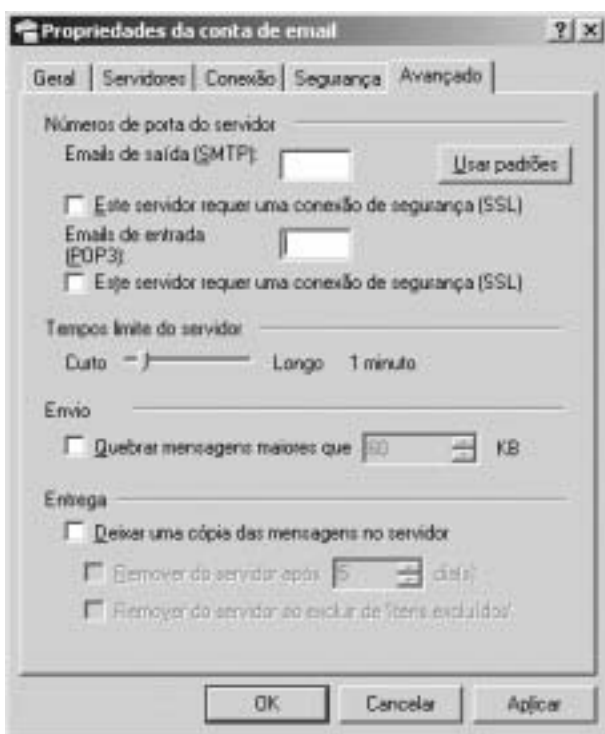 Propriedades da conta de email
Geral Servidores Conexão Segurança Avançado
Números de porta do servidor
Emails de saída (SMTP):
Usar padrões
Este servidor requer uma conexão de segurança (SSL)
Emails de entrada
(POP3):
Este servidor requer uma conexão de segurança (SSL)
Tempos limite do servidor
Curto Longo 1 minuto
Envio
Quebrar mensagens maiores que 60 KB
Entrega
Deixar uma cópia das mensagens no servidor
Remover do servidor após 5 dia(s)
Remover do servidor ao excluir de 'Itens excluídos'
OK Cancelar Aplicar